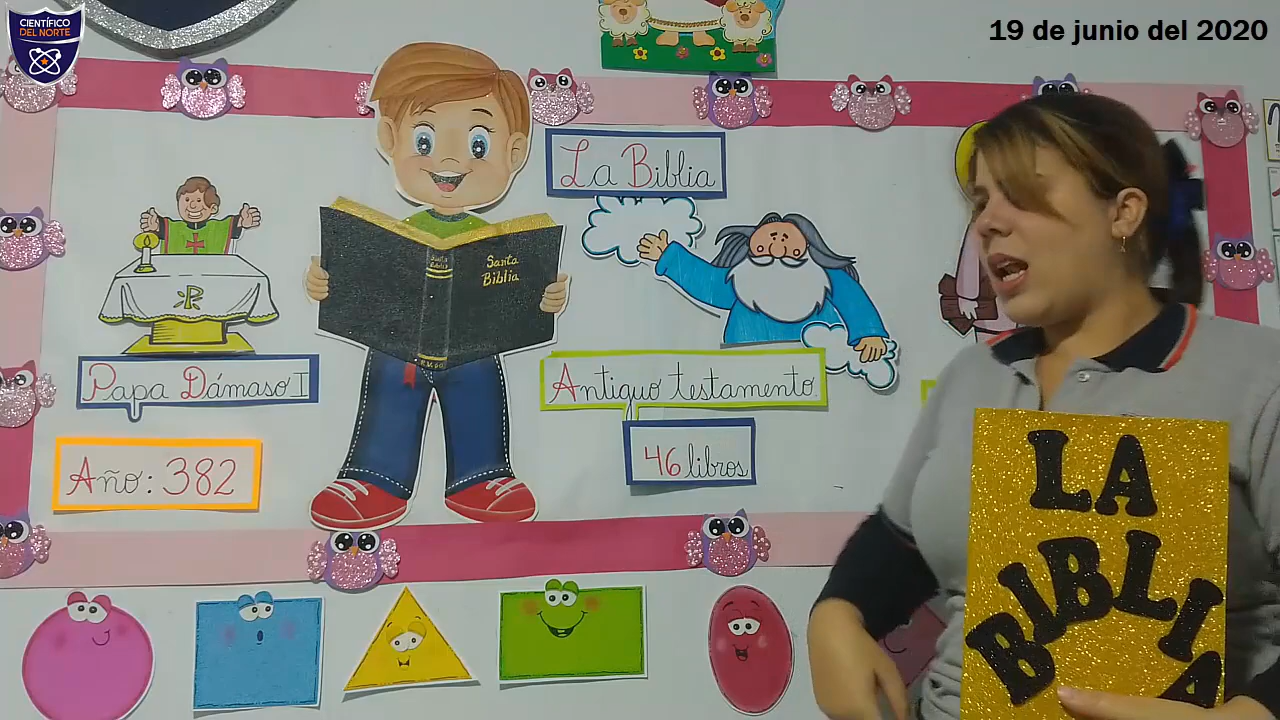 CIENTÍFICO
DEL NORTE
19 de junio del 2020
La Biblia
Santa
Biblia
Santa
Biblia
Papa Dámaso I
Antiguo testamento.
Año: 382
46 libros
LA
BIBLIA